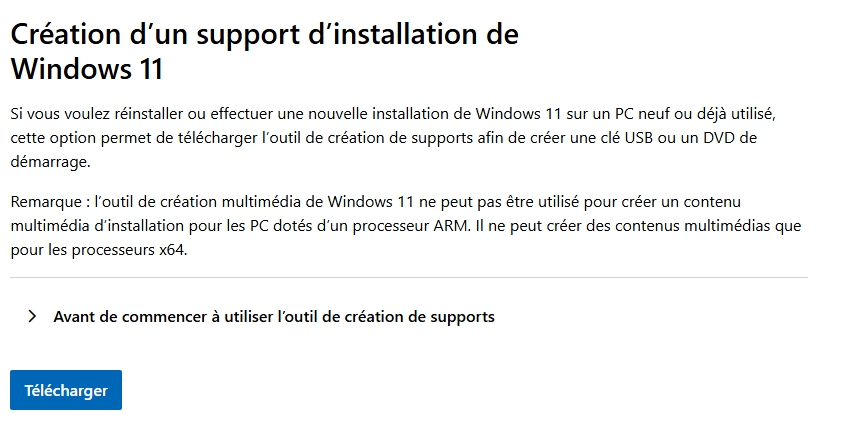 Création d’un support d’installation de
Windows 11
Si vous voulez réinstaller ou effectuer une nouvelle installation de Windows 11 sur un PC neuf ou déjà utilisé,
cette option permet de télécharger l’outil de création de supports afin de créer une clé USB ou un DVD de
démarrage.
Remarque : l’outil de création multimédia de Windows 11 ne peut pas être utilisé pour créer un contenu
multimédia d’installation pour les PC dotés d’un processeur ARM. Il ne peut créer des contenus multimédias que
pour les processeurs x64.
Avant de commencer à utiliser l’outil de création de supports
Télécharger